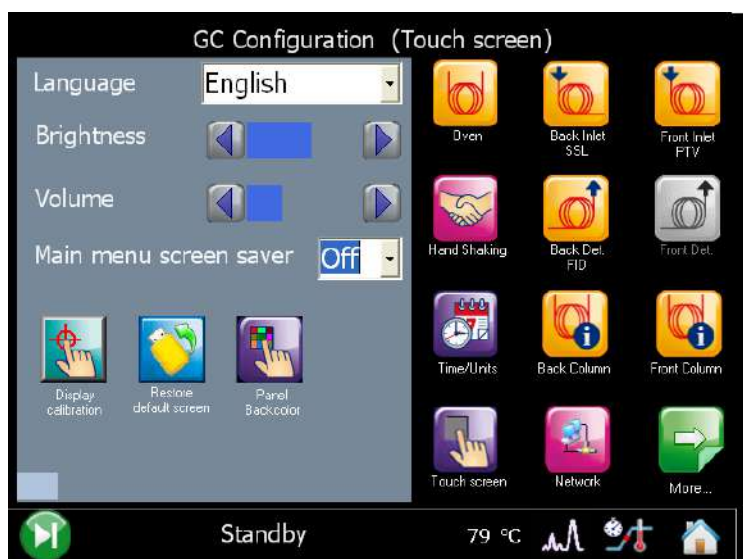 GC Configuration (Touch screen)
Language
English
Brightness
Volume
Main menu screen saver
Off
Display
calibration
Restore
default screen
Panel
Backcolor
Oven
Back Inlet
SSL
Front Inlet
PTV
Hand Shaking
Back Det.
FID
Front Det.
Time/Units
Back Column
Front Column
Touch screen
Network
More...
Standby
79 °C